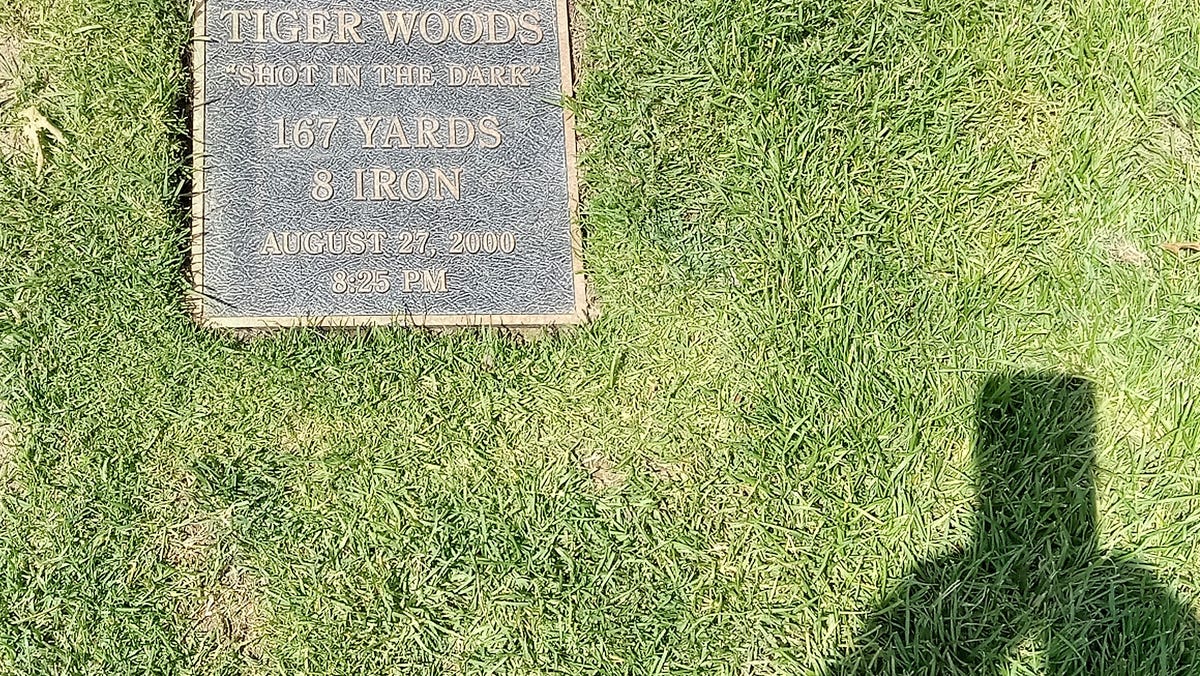 TIGER WOODS
“SHOT IN THE DARK”
167 YARDS
8 IRON
AUGUST 27, 2000
8:25 PM